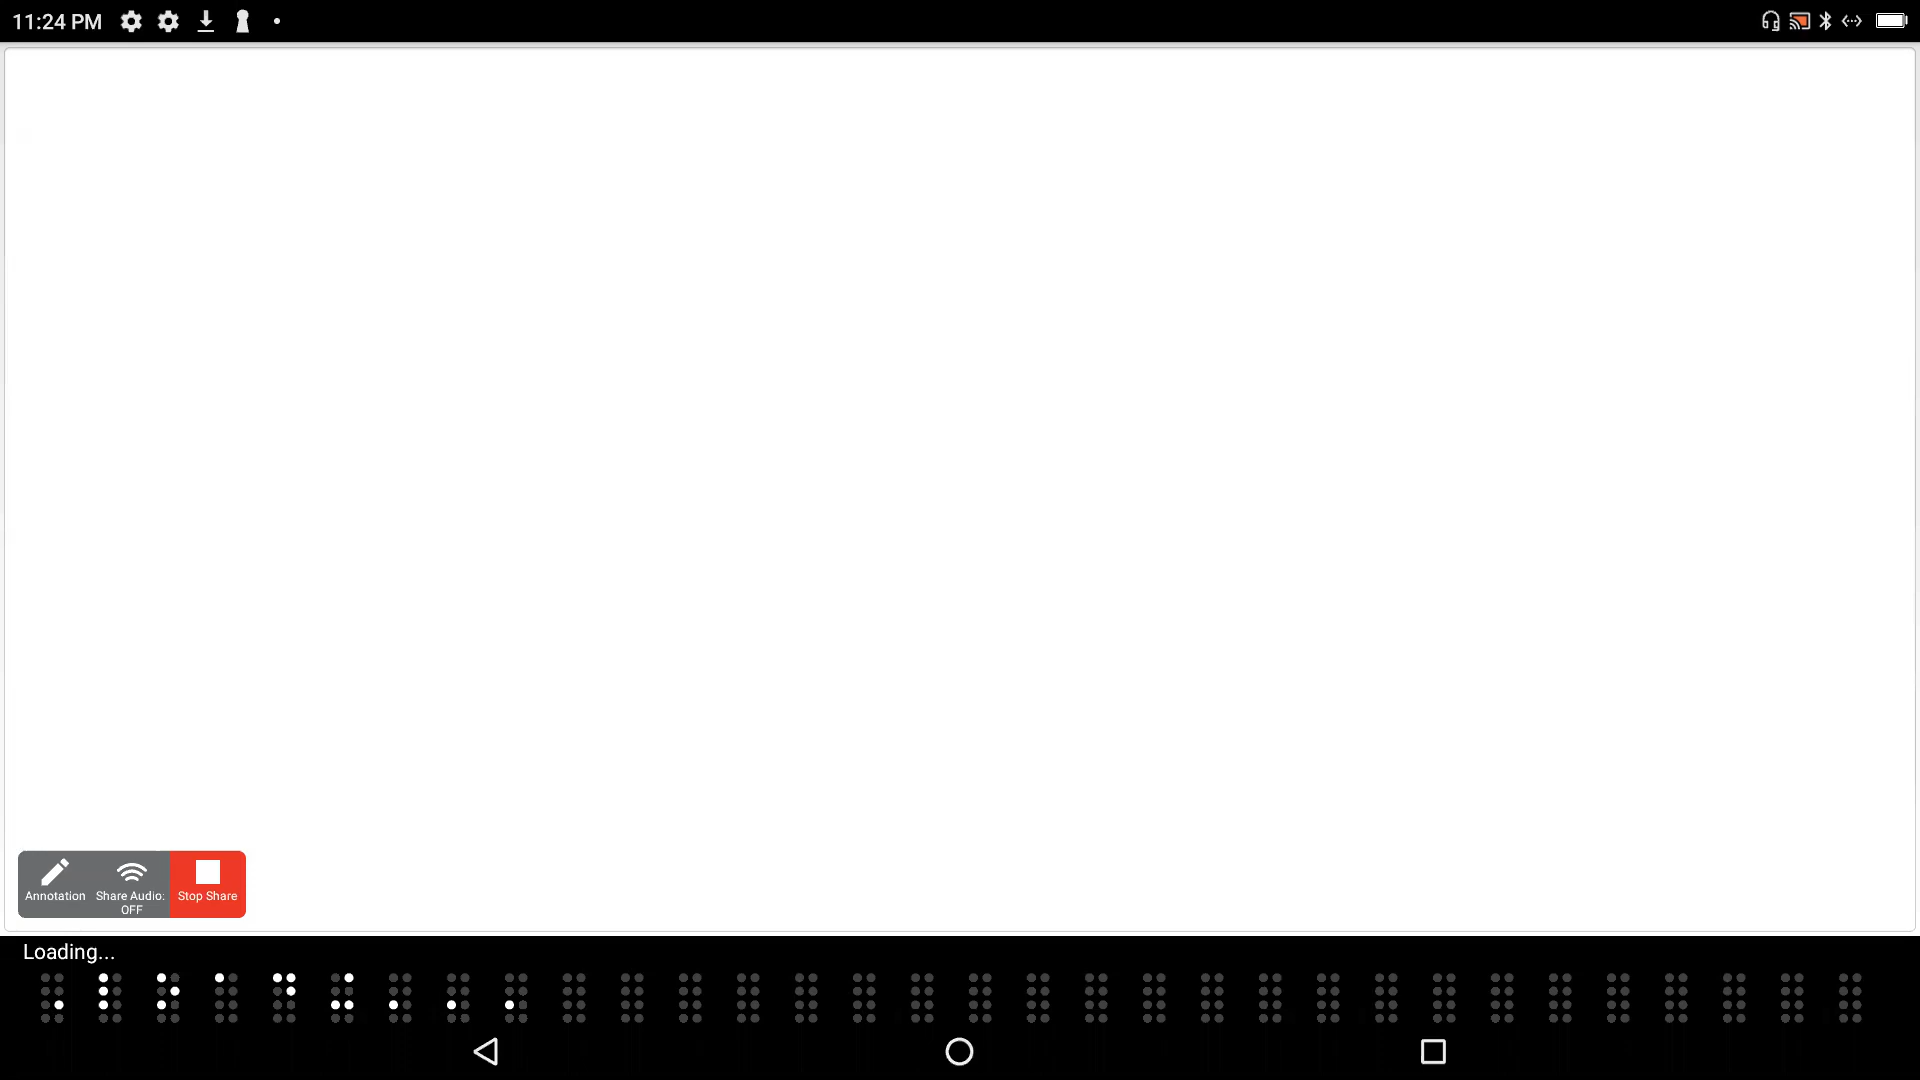 11:24 PM
Annotation
Share Audio:
OFF
Stop Share
Loading...
⠠⠇⠕⠁⠙⠬⠄⠄⠄